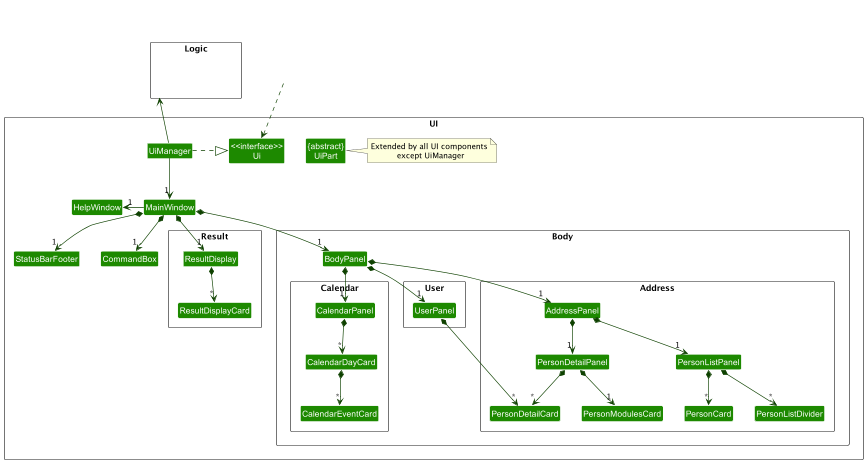 Logic
UI
UiManager
<<interface>>
Ui
{abstract}
UiPart
Extended by all UI components
except UiManager
1
HelpWindow
1
MainWindow
Result
Body
1
1
1
1
StatusBarFooter
CommandBox
ResultDisplay
BodyPanel
Calendar
User
Address
*
1
1
1
ResultDisplayCard
CalendarPanel
UserPanel
AddressPanel
*
1
1
CalendarDayCard
PersonDetailPanel
PersonListPanel
*
*
*
1
*
*
CalendarEventCard
PersonDetailCard
PersonModulesCard
PersonCard
PersonListDivider